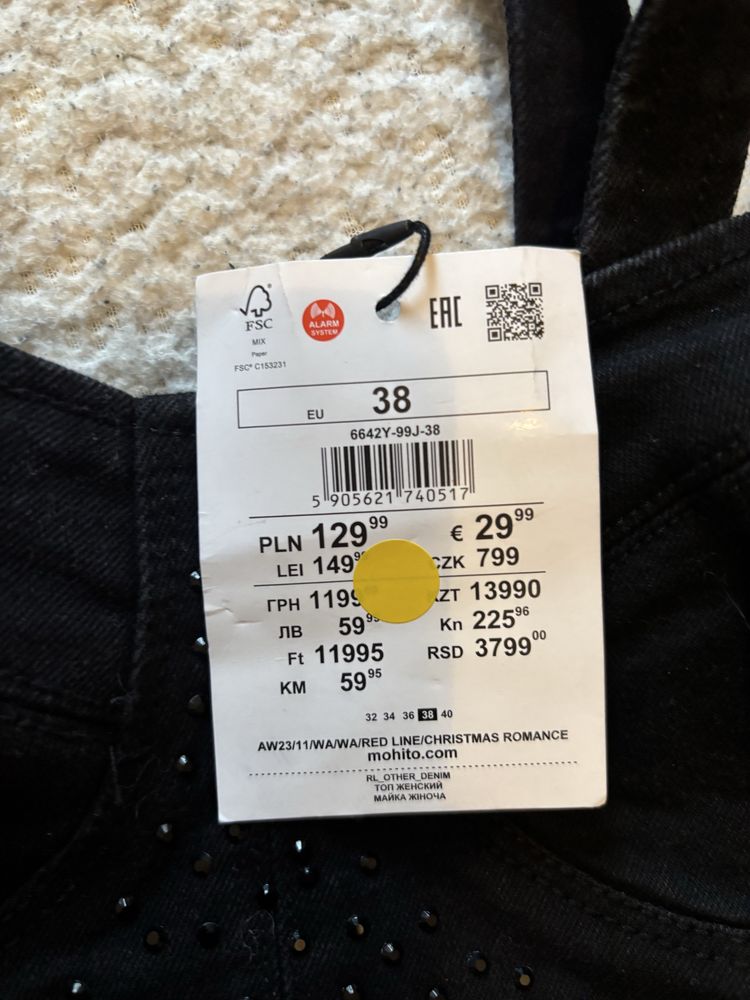 FSC
MIX
Paper
FSC® C153231
ALARM
SYSTEM
EAC
EU 38
6642Y-99J-38
5 905621 740517
PLN 129 99 € 29 99
LEI 149 CZK 799
ГРН 1199 KZT 13990
ЛВ 59 Kn 225 96
Ft 11995 RSD 3799 00
KM 59 95
32 34 36 38 40
AW23/11/WA/WA/RED LINE/CHRISTMAS ROMANCE
mohito.com
RL_OTHER_DENIM
ТОП ЖЕНСКИЙ
МАЙКА ЖІНОЧА